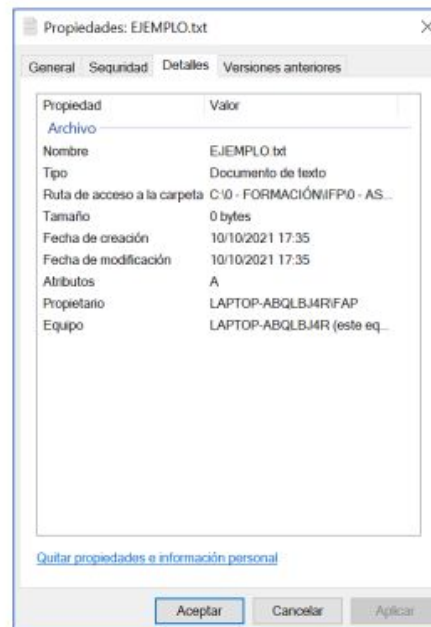 Propiedades: EJEMPLO.txt
General Seguridad Detalles Versiones anteriores
Propiedad Valor
Archivo
Nombre EJEMPLO.txt
Tipo Documento de texto
Ruta de acceso a la carpeta C:\0 - FORMACIÓN\IFP\0 - AS...
Tamaño 0 bytes
Fecha de creación 10/10/2021 17:35
Fecha de modificación 10/10/2021 17:35
Atributos A
Propietario LAPTOP-ABQLBJ4R\FAP
Equipo LAPTOP-ABQLBJ4R (este eq...
Quitar propiedades e información personal
Aceptar Cancelar Aplicar